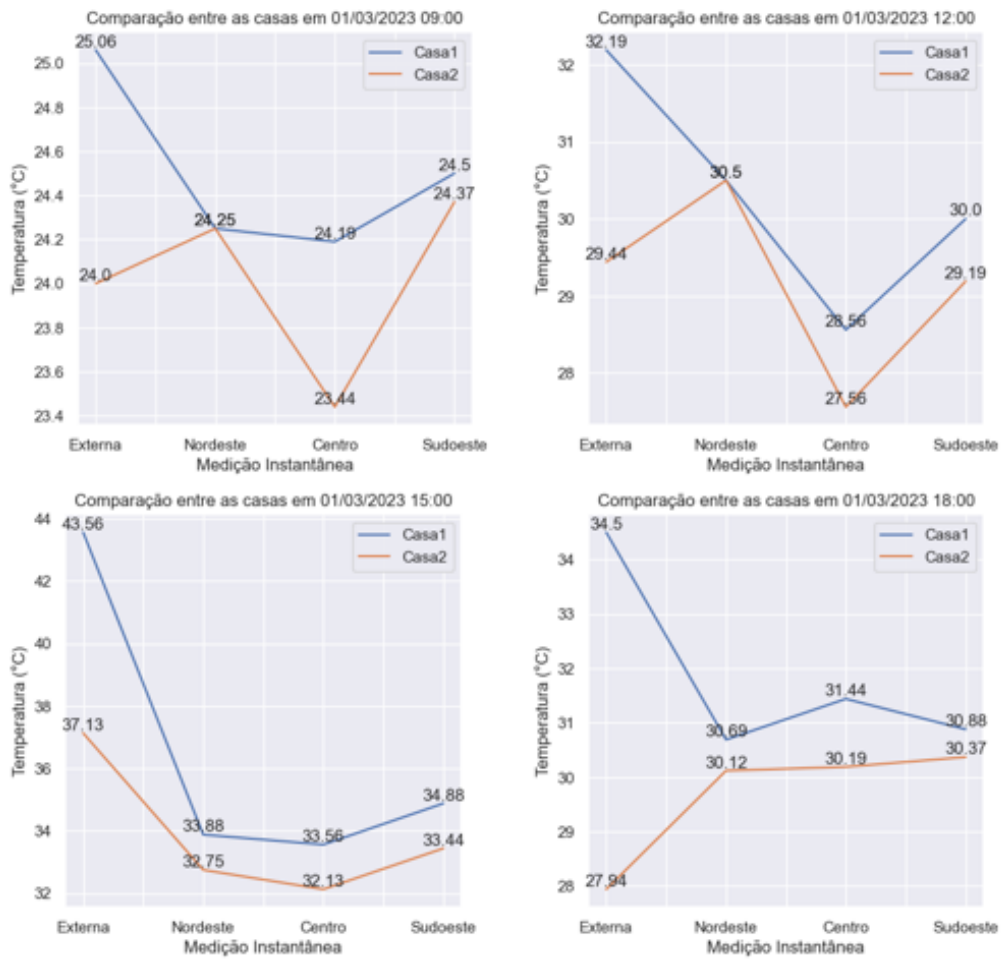 Comparação entre as casas em 01/03/2023 09:00
25.06
25.0
24.8
24.6
24.4
24.2
24.0
23.8
23.6
23.4
Temperatura (°C)
Casa1
Casa2
24.5
24.37
24.25
24.19
24.0
23.44
Externa
Nordeste
Centro
Sudoeste
Medição Instantânea
Comparação entre as casas em 01/03/2023 12:00
32.19
32
31
30
29
28
Temperatura (°C)
Casa1
Casa2
30.5
30.0
29.44
29.19
28.56
27.56
Externa
Nordeste
Centro
Sudoeste
Medição Instantânea
Comparação entre as casas em 01/03/2023 15:00
44
42
40
38
36
34
32
Temperatura (°C)
43.56
Casa1
Casa2
37.13
34.88
33.88
33.56
33.44
32.75
32.13
Externa
Nordeste
Centro
Sudoeste
Medição Instantânea
Comparação entre as casas em 01/03/2023 18:00
34.5
34
33
32
31
30
29
28
Temperatura (°C)
Casa1
Casa2
31.44
30.88
30.69
30.37
30.19
30.12
27.94
Externa
Nordeste
Centro
Sudoeste
Medição Instantânea